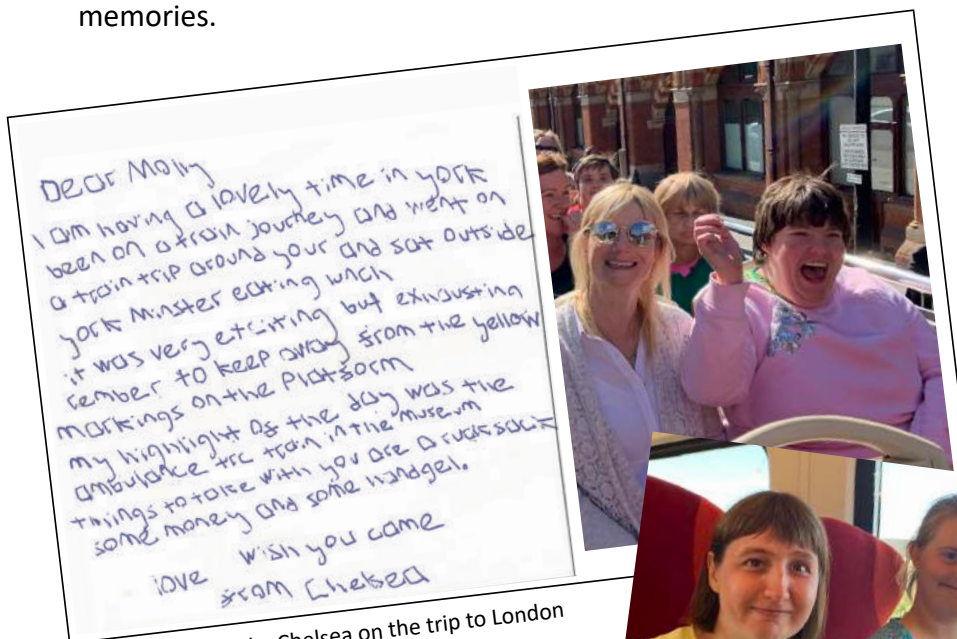 memories.
Dear Molly
I am having a lovely time in york
been on a train journey and went on
a train trip around your and sat outside
york Minster eating lunch
it was very etciting but exhausting
rember to keep away from the yellow
markings on the Platsorm
my highlight of the day was the
ambulance trc train in the museum
things to take with you are a rucksack
some money and some handgel.
love wish you came
from Chelsea
Chelsea on the trip to London